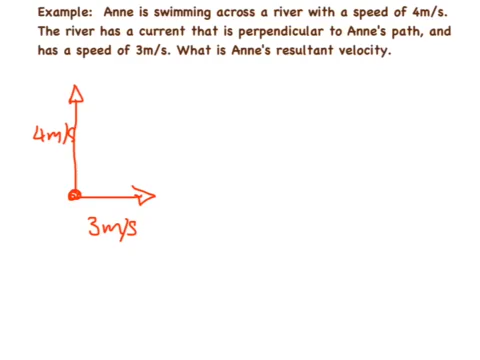 Example: Anne is swimming across a river with a speed of 4m/s.
The river has a current that is perpendicular to Anne's path, and
has a speed of 3m/s. What is Anne's resultant velocity.
4m/s
3m/s